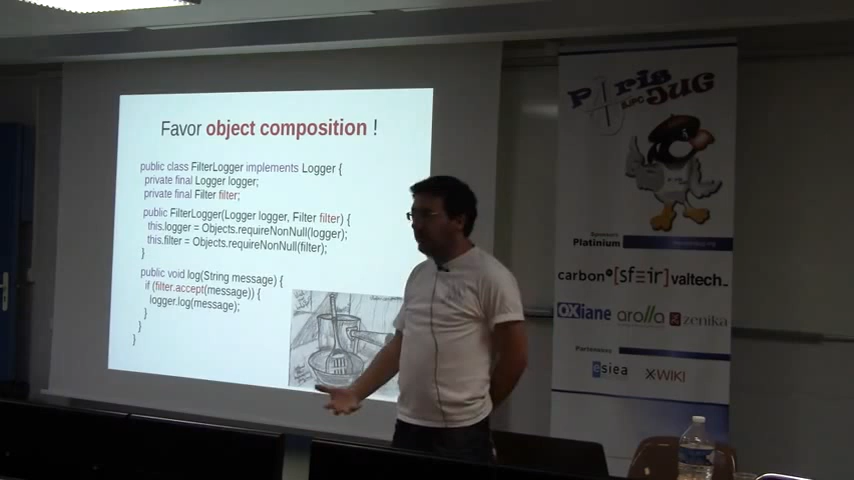 Favor object composition !
public class FilterLogger implements Logger {
private final Logger logger;
private final Filter filter;
public FilterLogger(Logger logger, Filter filter) {
this.logger = Objects.requireNonNull(logger);
this.filter = Objects.requireNonNull(filter);
}
public void log(String message) {
if (filter.accept(message)) {
logger.log(message);
}
}
}
Paris
JUG
Platinium
carbon [sfeir] valtech_
OXiane arolla zenika
esiea XWIKI